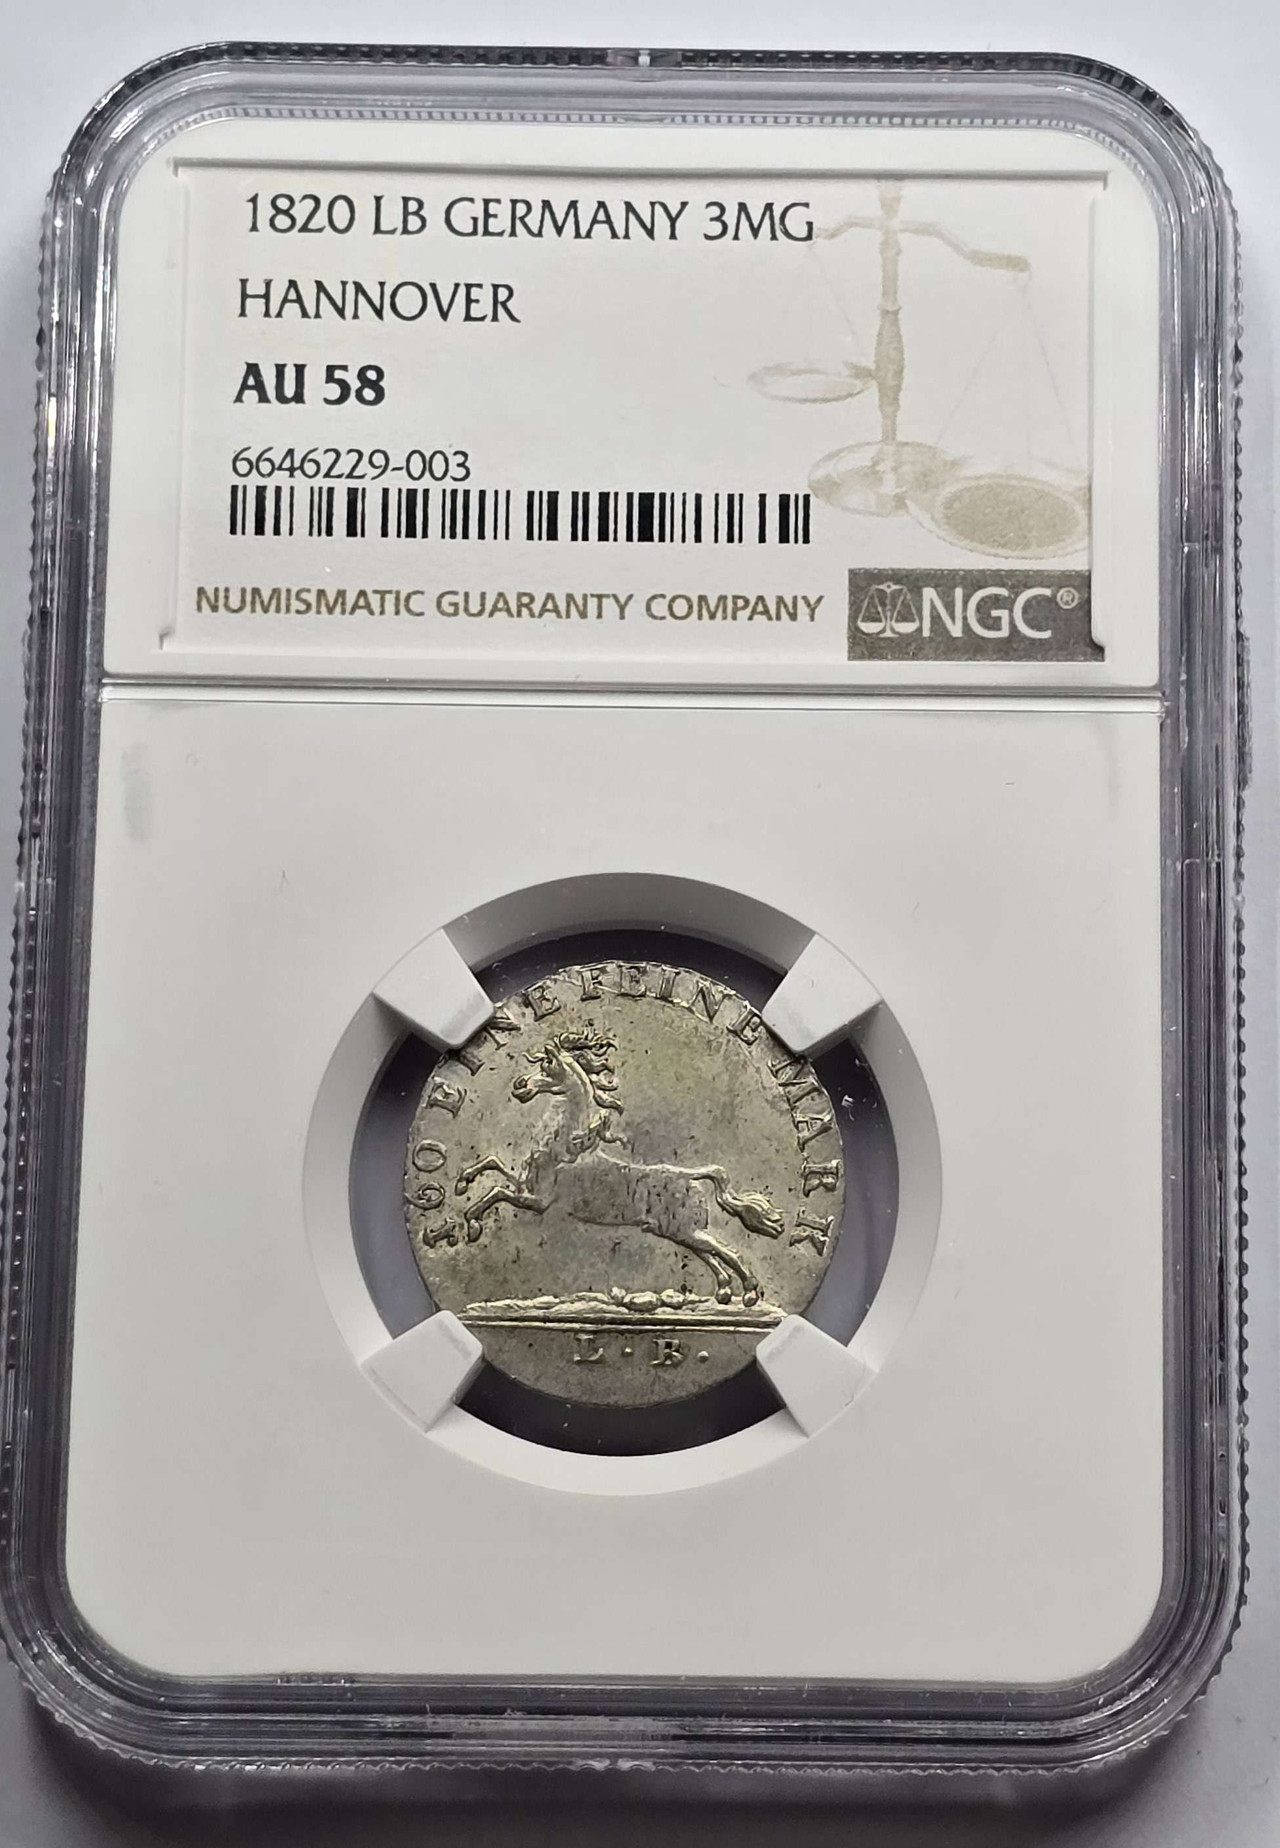 1820 LB GERMANY 3MG
HANNOVER
AU 58
6646229-003
NUMISMATIC GUARANTY COMPANY
NGC®
160 EINE FEINE MARK
L·B.